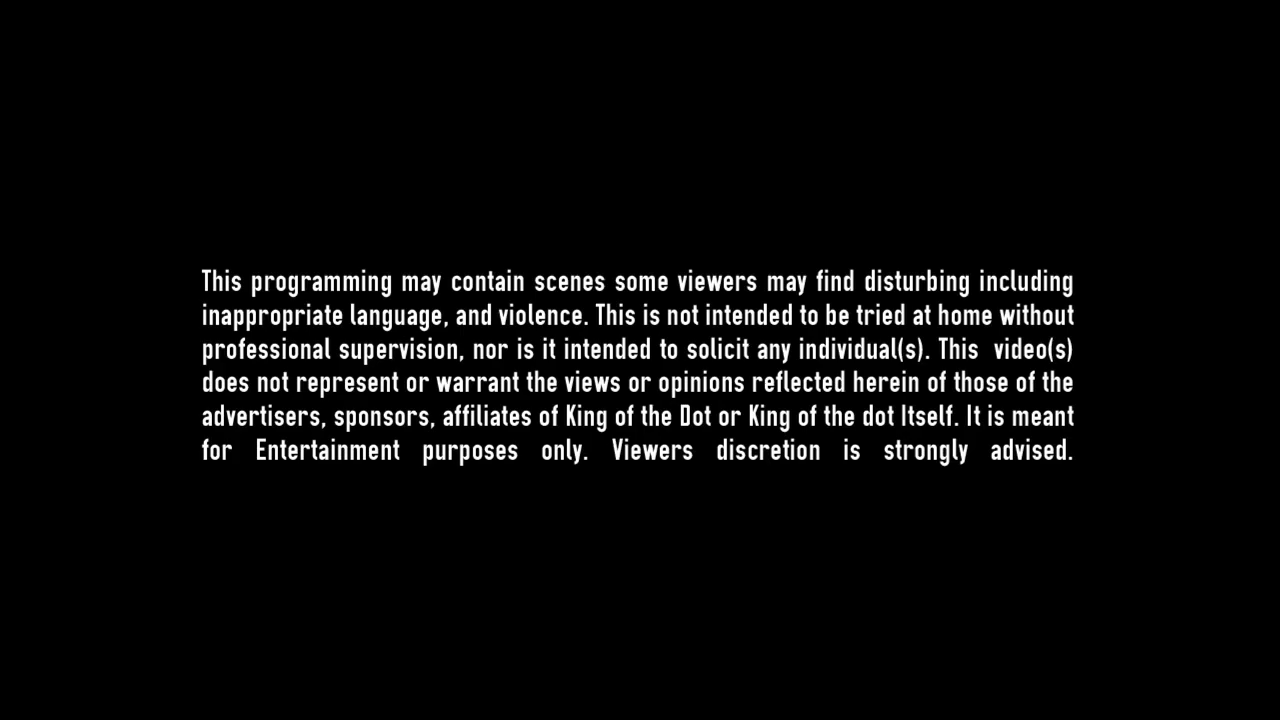 This programming may contain scenes some viewers may find disturbing including
inappropriate language, and violence. This is not intended to be tried at home without
professional supervision, nor is it intended to solicit any individual(s). This video(s)
does not represent or warrant the views or opinions reflected herein of those of the
advertisers, sponsors, affiliates of King of the Dot or King of the dot Itself. It is meant
for Entertainment purposes only. Viewers discretion is strongly advised.